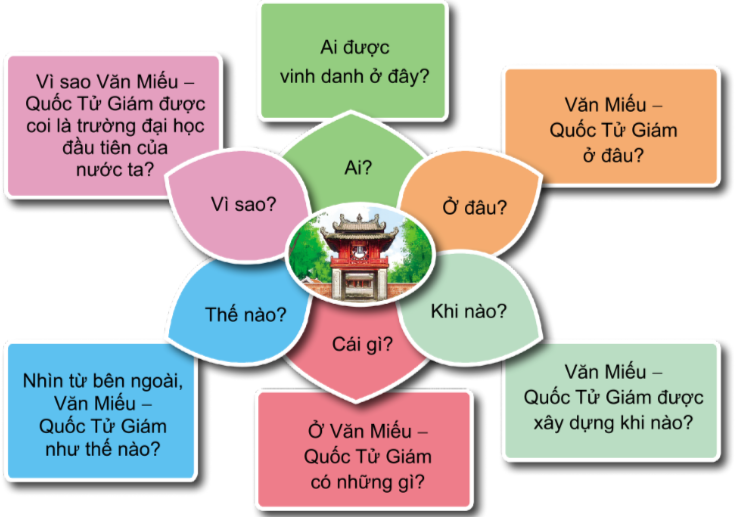 Ai được
vinh danh ở đây?
Vì sao Văn Miếu –
Quốc Tử Giám được
coi là trường đại học
đầu tiên của
nước ta?
Văn Miếu –
Quốc Tử Giám
ở đâu?
Ai?
Vì sao?
Ở đâu?
Thế nào?
Khi nào?
Cái gì?
Nhìn từ bên ngoài,
Văn Miếu –
Quốc Tử Giám
như thế nào?
Ở Văn Miếu –
Quốc Tử Giám
có những gì?
Văn Miếu –
Quốc Tử Giám được
xây dựng khi nào?